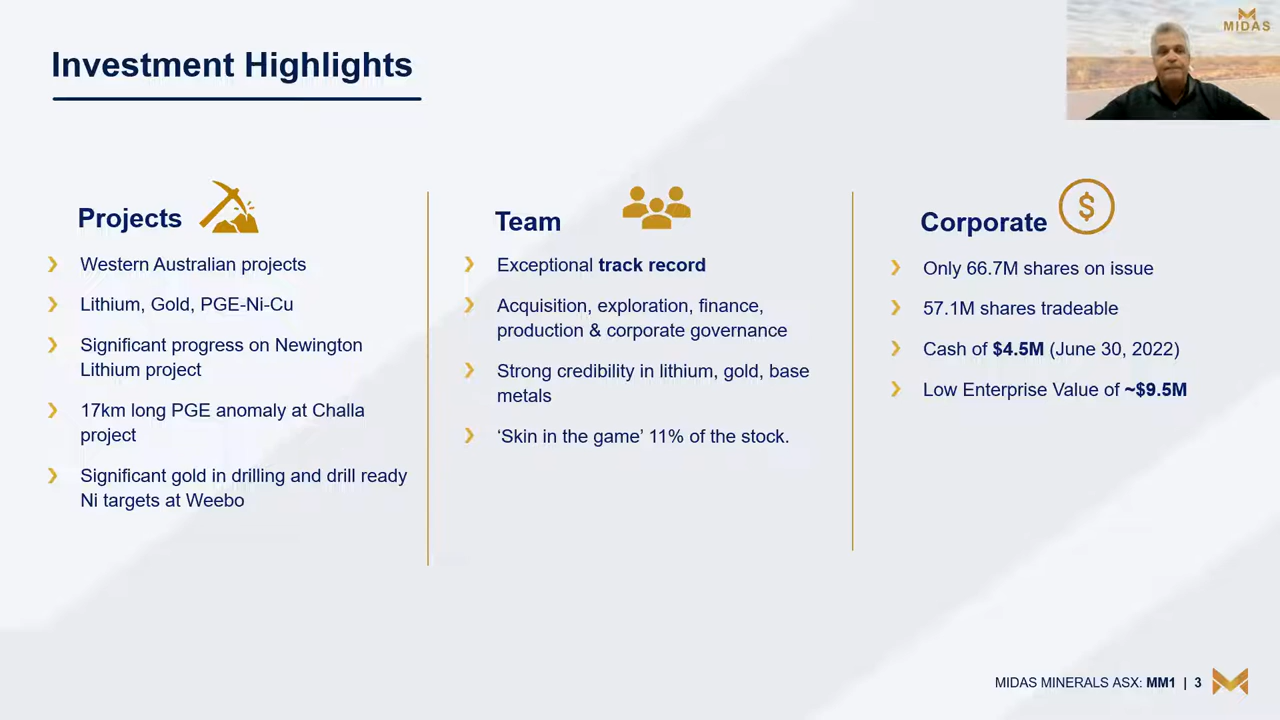 MIDAS
Investment Highlights
Projects
Western Australian projects
Lithium, Gold, PGE-Ni-Cu
Significant progress on Newington
Lithium project
17km long PGE anomaly at Challa
project
Significant gold in drilling and drill ready
Ni targets at Weebo
Team
Exceptional track record
Acquisition, exploration, finance,
production & corporate governance
Strong credibility in lithium, gold, base
metals
‘Skin in the game’ 11% of the stock.
Corporate
$
Only 66.7M shares on issue
57.1M shares tradeable
Cash of $4.5M (June 30, 2022)
Low Enterprise Value of ~$9.5M
MIDAS MINERALS ASX: MM1 | 3